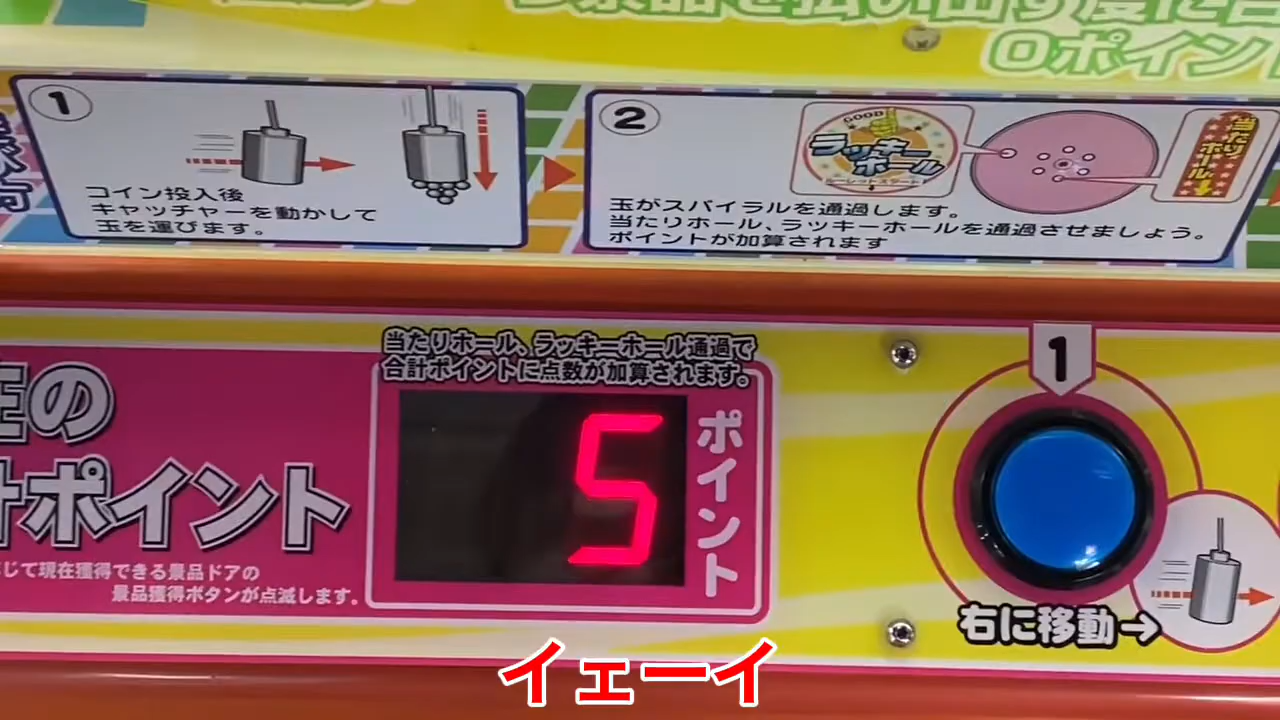 0ポイント
1
コイン投入後
キャッチャーを動かして
玉を運びます。
2
GOOD
ラッキー
ホール
当たり
ホール
玉がスパイラルを通過します。
当たりホール、ラッキーホールを通過させましょう。
ポイントが加算されます
当たりホール、ラッキーホール通過で
合計ポイントに点数が加算されます。
5
ポイント
在の
計ポイント
じて現在獲得できる景品ドアの
景品獲得ボタンが点滅します。
1
右に移動→
イェーイ